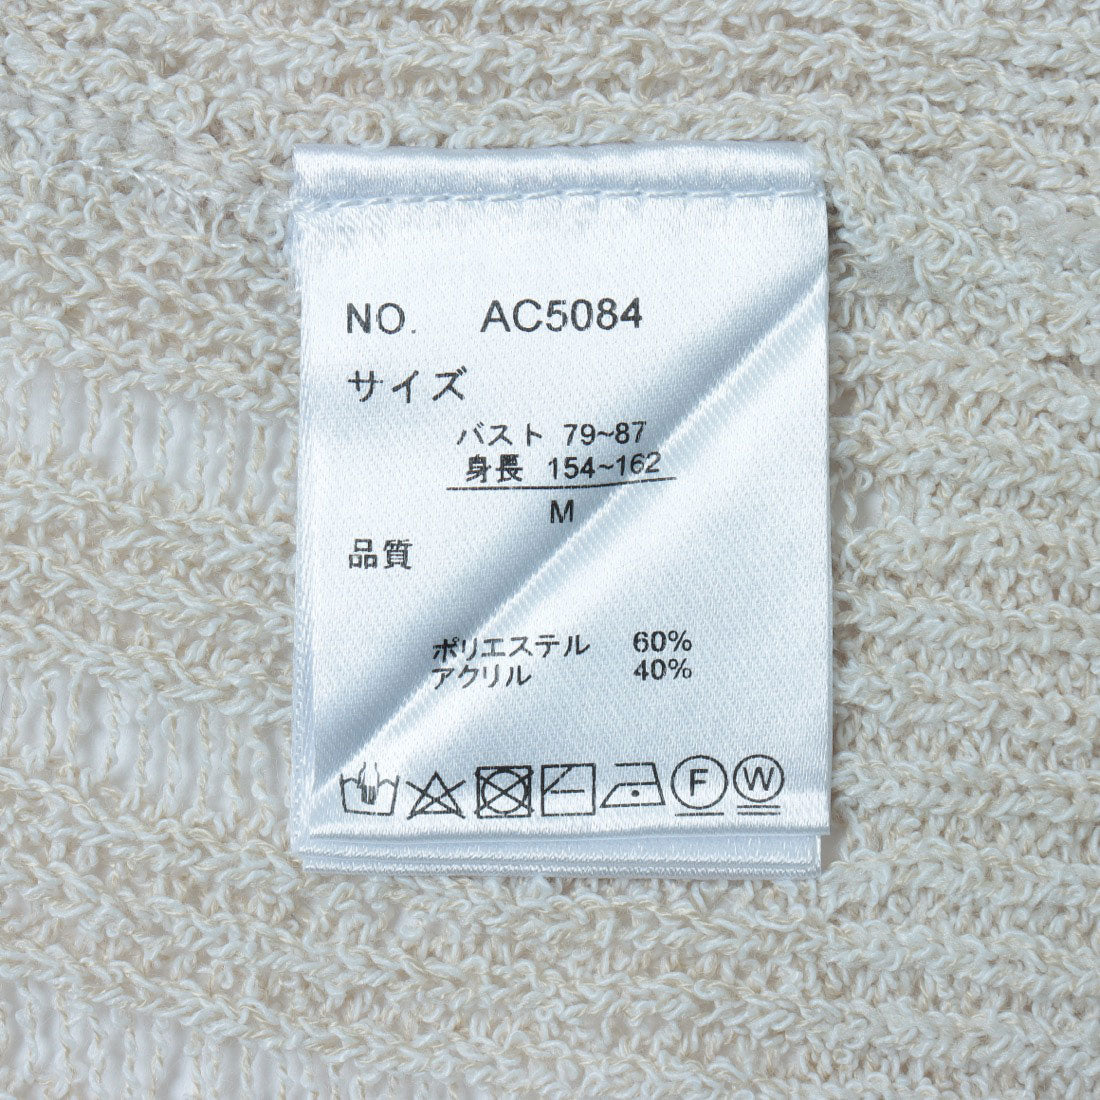 NO. AC5084
サイズ
バスト 79~87
身長 154~162
M
品質
ポリエステル 60%
アクリル 40%
F W